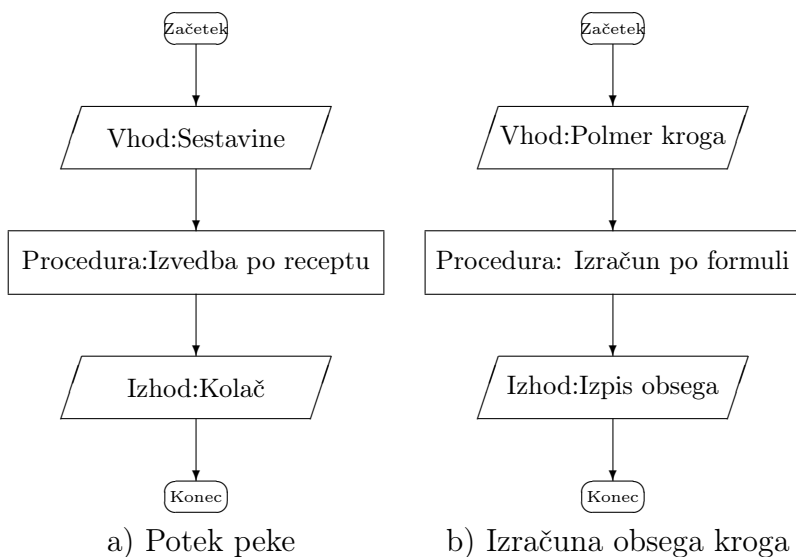 Začetek
Vhod:Sestavine
Procedura:Izvedba po receptu
Izhod:Kolač
Konec
a) Potek peke
Začetek
Vhod:Polmer kroga
Procedura: Izračun po formuli
Izhod:Izpis obsega
Konec
b) Izračuna obsega kroga